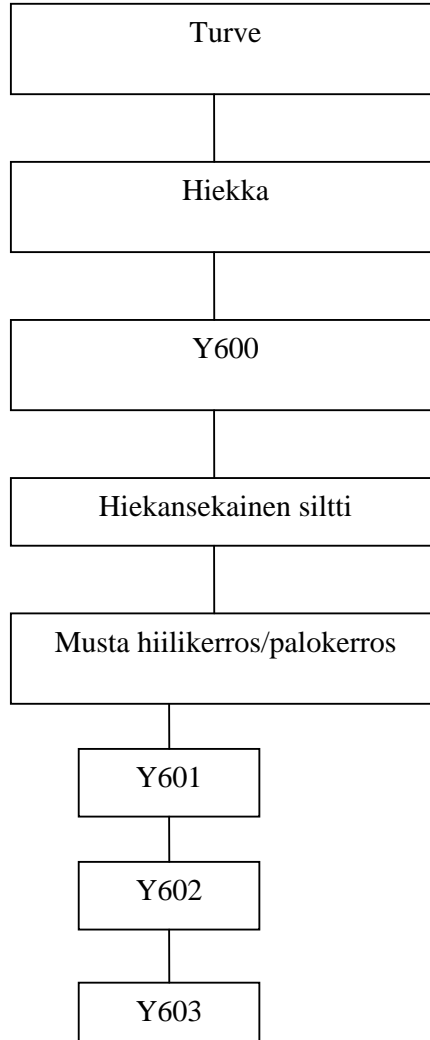 Turve
Hiekka
Y600
Hiekansekainen siltti
Musta hiilikerros/palokerros
Y601
Y602
Y603